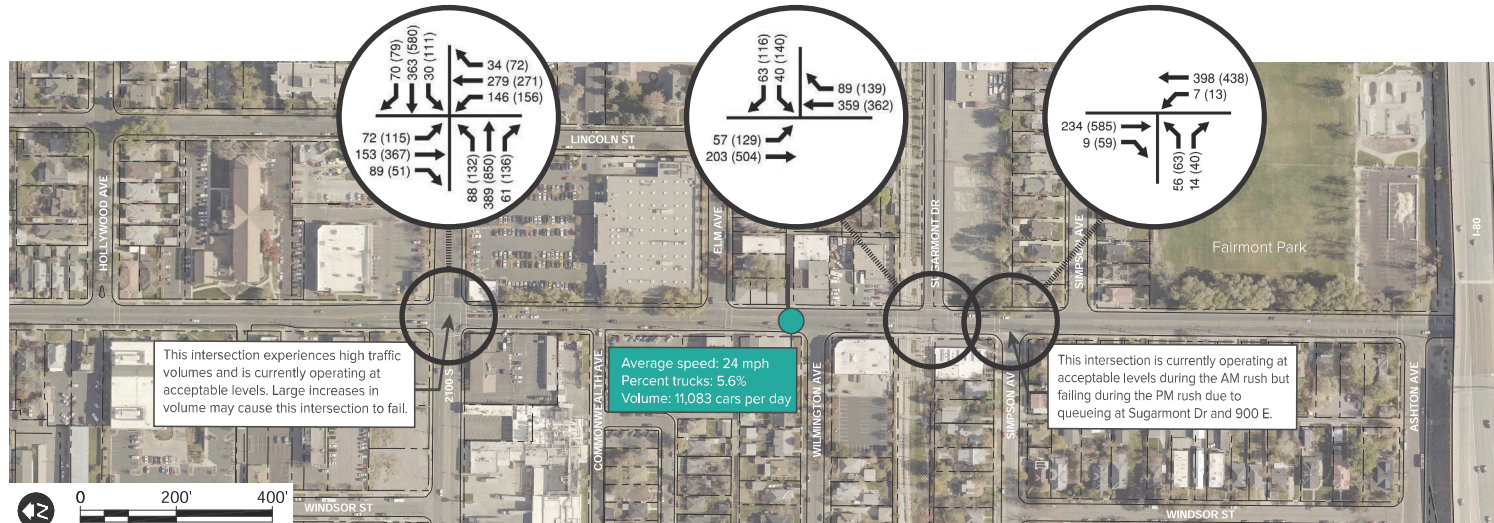 70 (79)
363 (580)
30 (111)
34 (72)
279 (271)
146 (156)
72 (115)
153 (367)
89 (51)
88 (132)
389 (850)
61 (136)
63 (116)
40 (140)
89 (139)
359 (362)
57 (129)
203 (504)
398 (438)
7 (13)
234 (585)
9 (59)
56 (63)
14 (40)
HOLLYWOOD AVE
LINCOLN ST
ELM AVE
SUGARMONT DR
SIMPSON AVE
Fairmont Park
I-80
This intersection experiences high traffic
volumes and is currently operating at
acceptable levels. Large increases in
volume may cause this intersection to fail.
2100 S
COMMONWEALTH AVE
Average speed: 24 mph
Percent trucks: 5.6%
Volume: 11,083 cars per day
WILMINGTON AVE
SIMPSON AV
This intersection is currently operating at
acceptable levels during the AM rush but
failing during the PM rush due to
queueing at Sugarmont Dr and 900 E.
ASHTON AVE
N
0 200' 400'
WINDSOR ST
WINDSOR ST